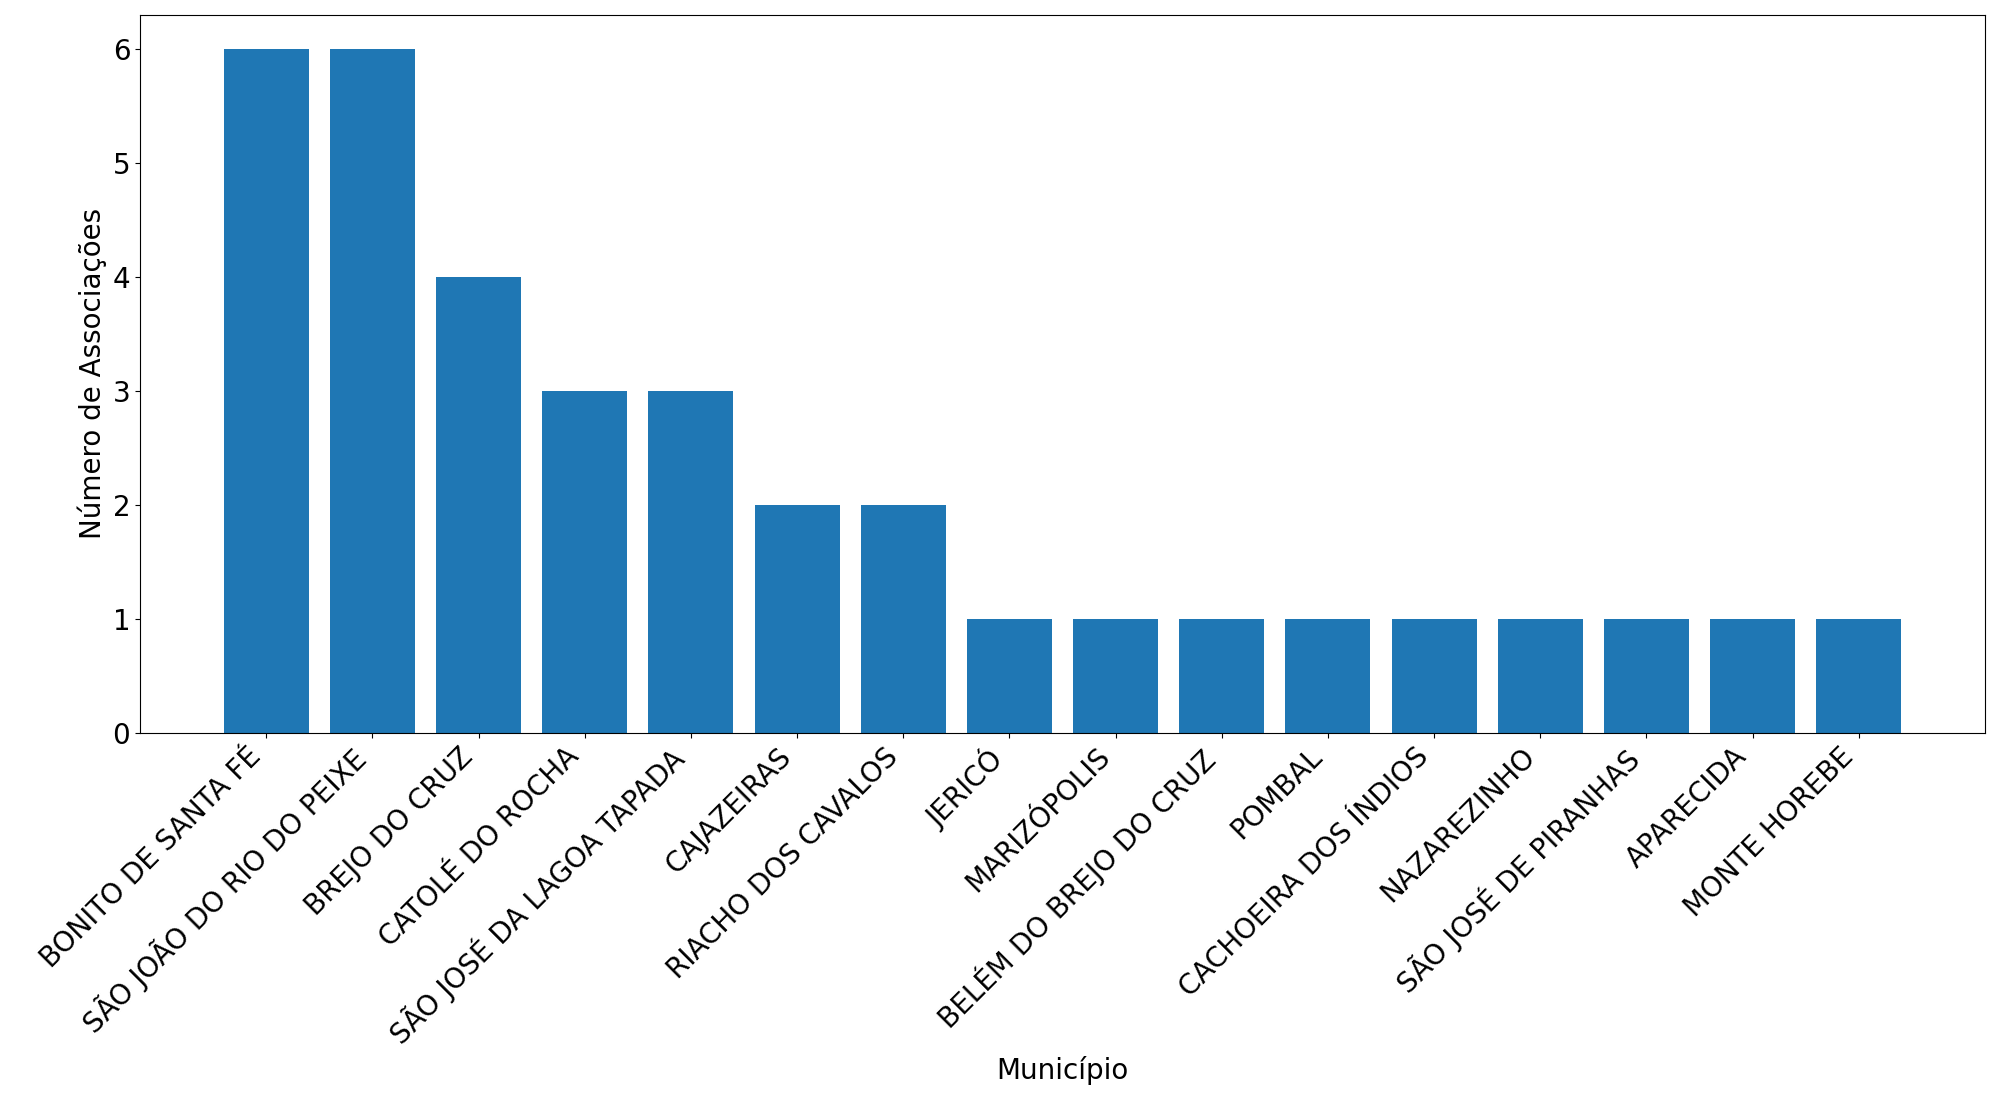 Número de Associações
6
5
4
3
2
1
0
BONITO DE SANTA FÉ
SÃO JOÃO DO RIO DO PEIXE
BREJO DO CRUZ
CATOLÉ DO ROCHA
SÃO JOSÉ DA LAGOA TAPADA
CAJAZEIRAS
RIACHO DOS CAVALOS
JERICÓ
MARIZÓPOLIS
BELÉM DO BREJO DO CRUZ
POMBAL
CACHOEIRA DOS ÍNDIOS
NAZAREZINHO
SÃO JOSÉ DE PIRANHAS
APARECIDA
MONTE HOREBE
Município